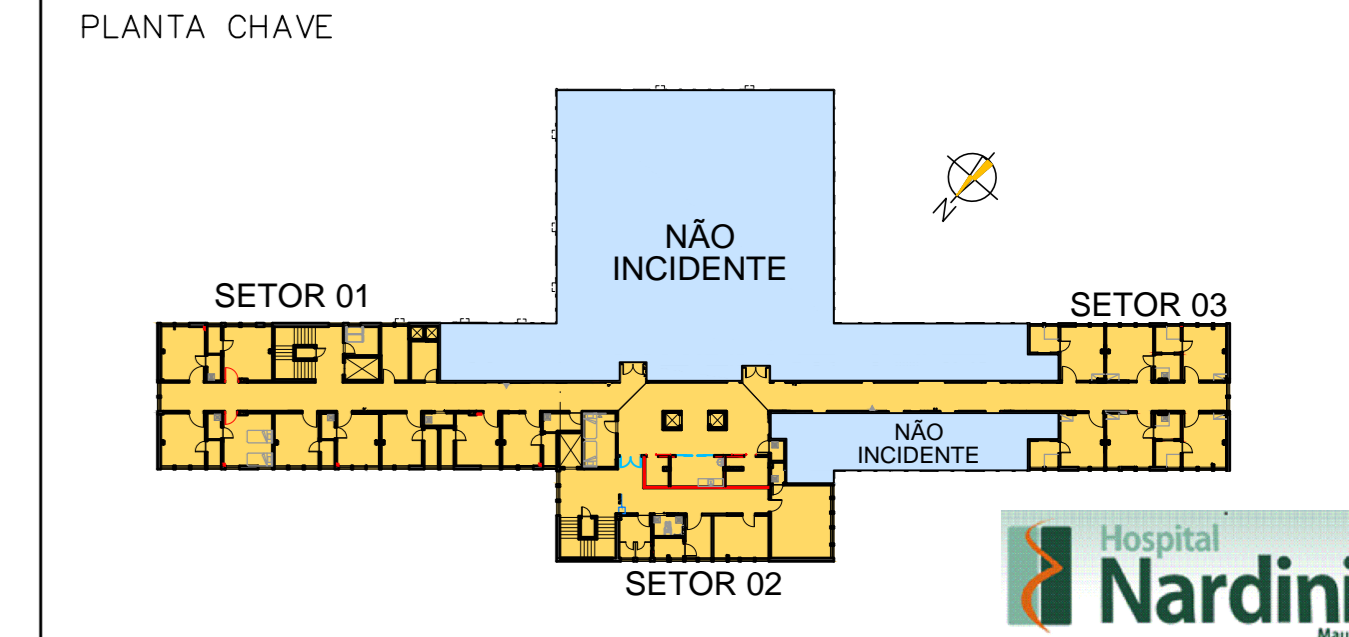 PLANTA CHAVE
NÃO
INCIDENTE
N
SETOR 01
SETOR 03
NÃO
INCIDENTE
SETOR 02
Hospital
Nardini